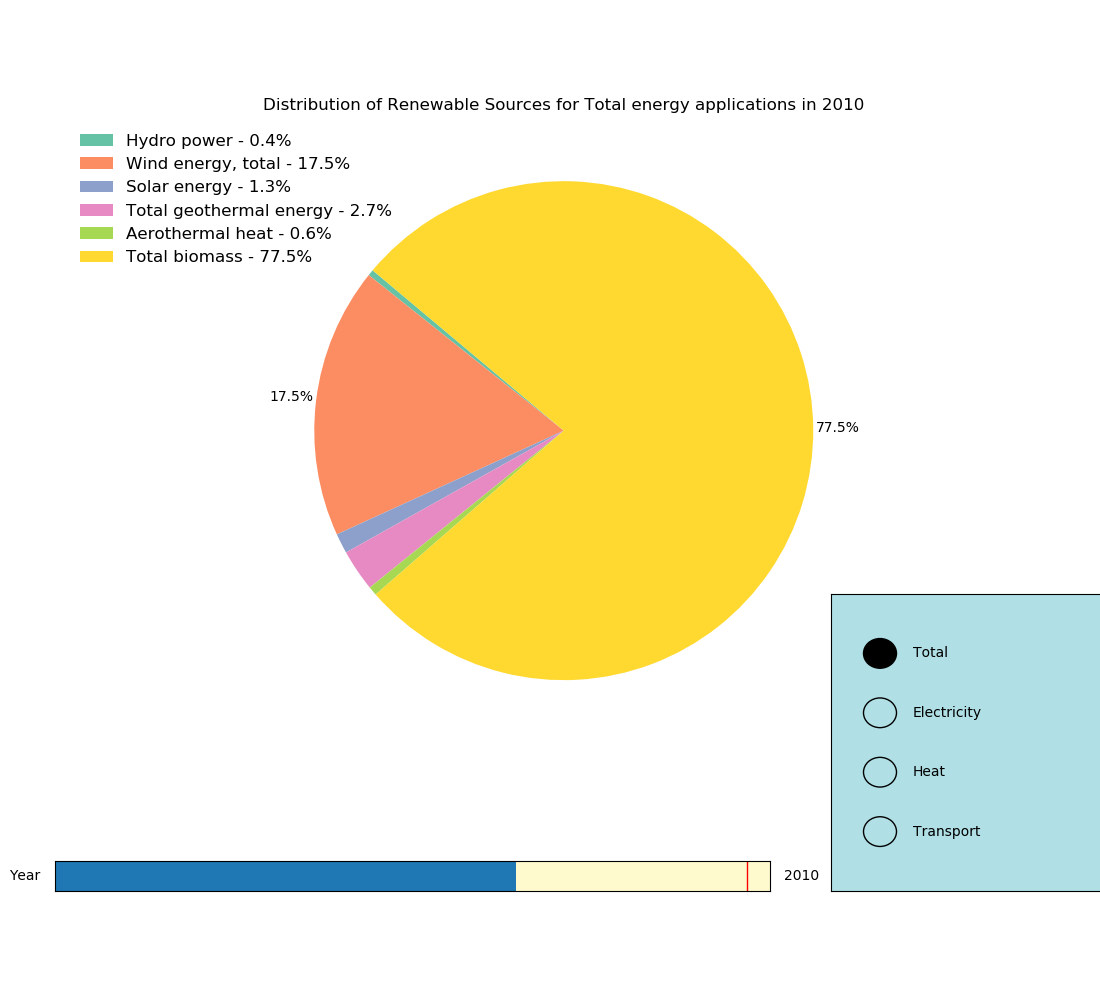 Distribution of Renewable Sources for Total energy applications in 2010
Hydro power - 0.4%
Wind energy, total - 17.5%
Solar energy - 1.3%
Total geothermal energy - 2.7%
Aerothermal heat - 0.6%
Total biomass - 77.5%
17.5%
77.5%
Total
Electricity
Heat
Transport
Year
2010